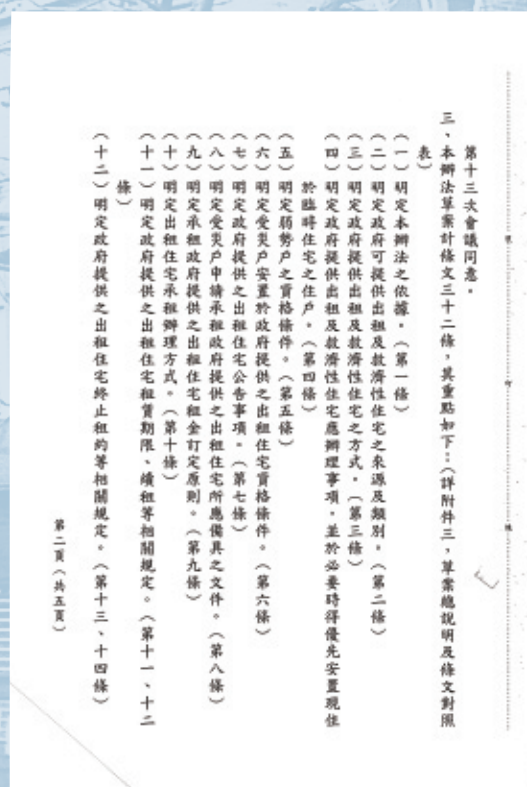 第十三次會議同意。
三、本辦法草案計條文三十二條，其重點如下：（詳附件三，草案總說明及條文對照
表）
（一）明定本辦法之依據。（第一條）
（二）明定政府可提供出租及救濟性住宅之來源及類別。（第二條）
（三）明定政府提供出租及救濟性住宅之方式。（第三條）
（四）明定政府提供出租及救濟性住宅應辦理事項，並於必要時得優先安置現住
於臨時住宅之住戶。（第四條）
（五）明定弱勢戶之資格條件。（第五條）
（六）明定受災戶安置於政府提供之出租住宅資格條件。（第六條）
（七）明定政府提供之出租住宅公告事項。（第七條）
（八）明定受災戶申請承租政府提供之出租住宅所應備具之文件。（第八條）
（九）明定承租政府提供之出租住宅租金訂定原則。（第九條）
（十）明定出租住宅承租辦理方式。（第十條）
（十一）明定政府提供之出租住宅租賃期限、續租等相關規定。（第十一、十二
條）
（十二）明定政府提供之出租住宅終止租約等相關規定。（第十三、十四條）
第二頁（共五頁）